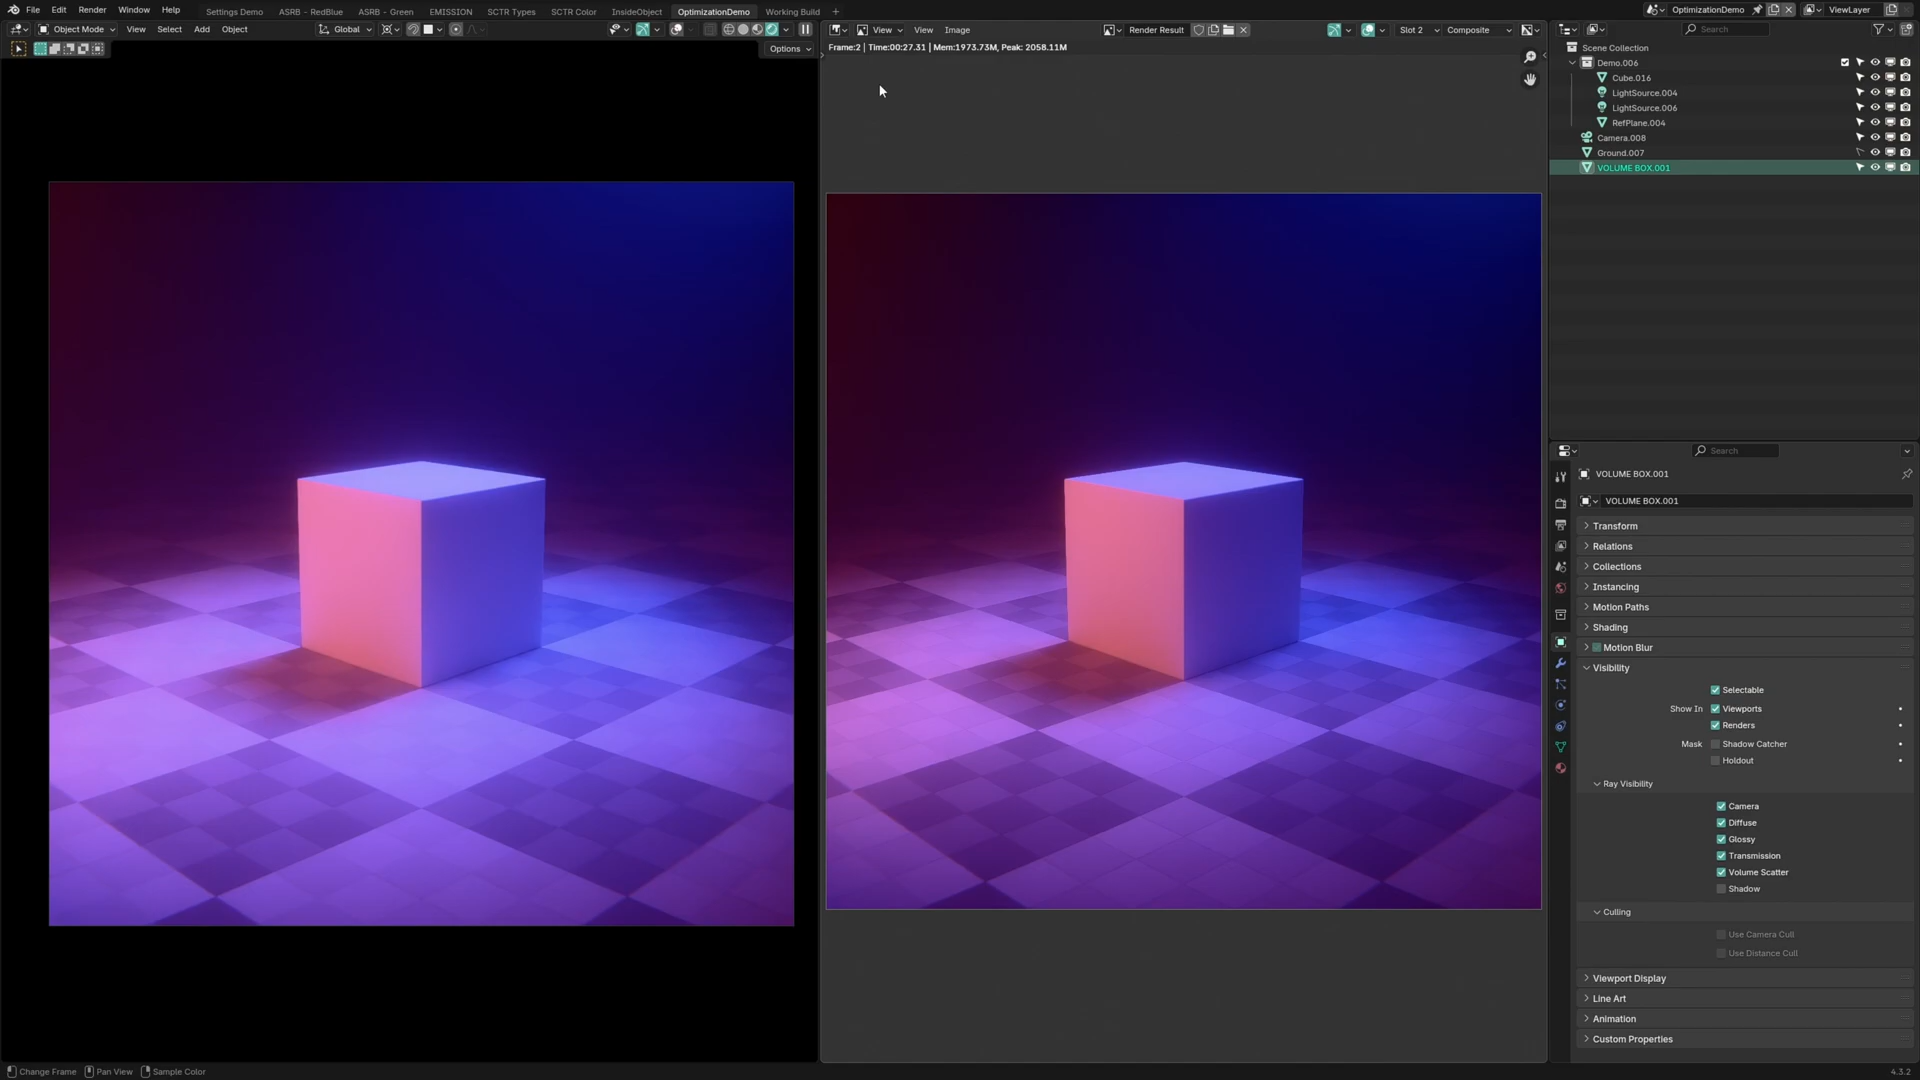 File Edit Render Window Help Settings Demo ASRB - RedBlue ASRB - Green EMISSION SCTR Types SCTR Color InsideObject OptimizationDemo Working Build + OptimizationDemo ViewLayer
Object Mode View Select Add Object Global
Options
View View Image Render Result Slot 2 Composite
Frame:2 | Time:00:27.31 | Mem:1973.73M, Peak: 2058.11M
Search
Scene Collection
Demo.006
Cube.016
LightSource.004
LightSource.006
RefPlane.004
Camera.008
Ground.007
VOLUME BOX.001
Search
VOLUME BOX.001
VOLUME BOX.001
Transform
Relations
Collections
Instancing
Motion Paths
Shading
Motion Blur
Visibility
Selectable
Show In Viewports
Renders
Mask Shadow Catcher
Holdout
Ray Visibility
Camera
Diffuse
Glossy
Transmission
Volume Scatter
Shadow
Culling
Use Camera Cull
Use Distance Cull
Viewport Display
Line Art
Animation
Custom Properties
Change Frame Pan View Sample Color 4.3.2